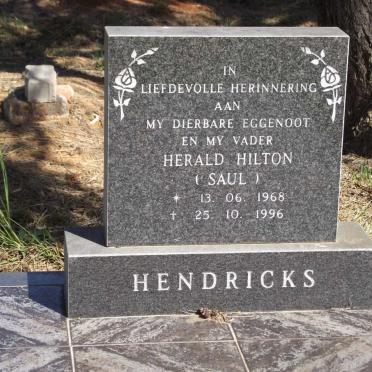 IN
LIEFDEVOLLE HERINNERING
AAN
MY DIERBARE EGGENOOT
EN MY VADER
HERALD HILTON
( SAUL )
* 13. 06. 1968
† 25. 10. 1996
HENDRICKS